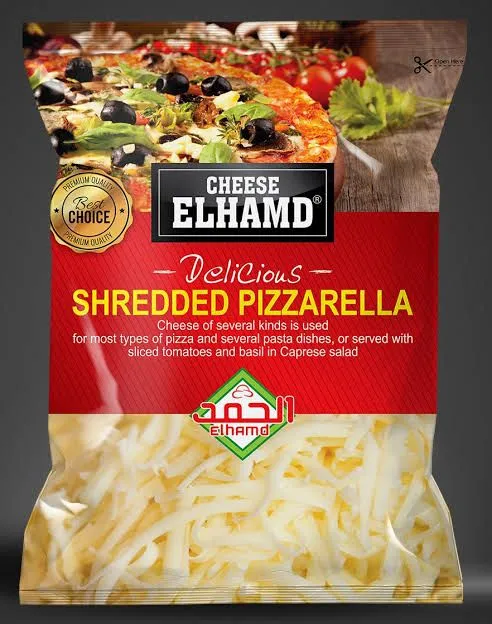 Open Here
CHEESE
ELHAMD®
PREMIUM QUALITY
Best
CHOICE
PREMIUM QUALITY
Delicious
SHREDDED PIZZARELLA
Cheese of several kinds is used
for most types of pizza and several pasta dishes, or served with
sliced tomatoes and basil in Caprese salad
الحمد
Elhamd